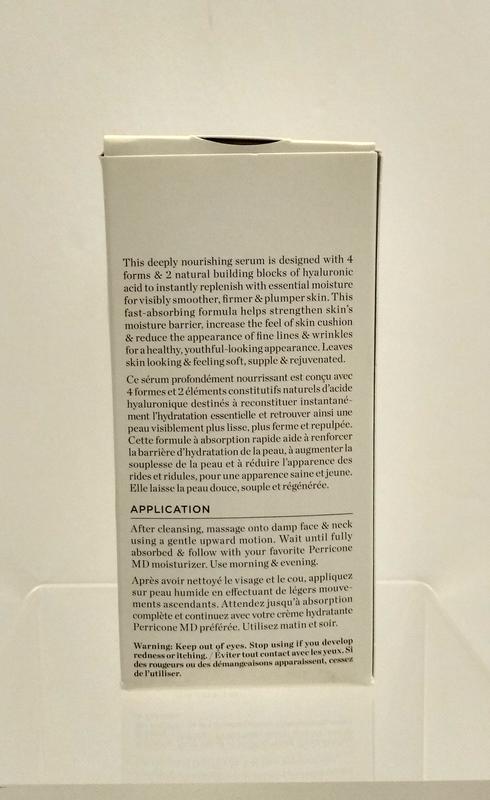 This deeply nourishing serum is designed with 4
forms & 2 natural building blocks of hyaluronic
acid to instantly replenish with essential moisture
for visibly smoother, firmer & plumper skin. This
fast-absorbing formula helps strengthen skin's
moisture barrier, increase the feel of skin cushion
& reduce the appearance of fine lines & wrinkles
for a healthy, youthful-looking appearance. Leaves
skin looking & feeling soft, supple & rejuvenated.
Ce sérum profondément nourrissant est conçu avec
4 formes et 2 éléments constitutifs naturels d'acide
hyaluronique destinés à reconstituer instantané-
ment l'hydratation essentielle et retrouver ainsi une
peau visiblement plus lisse, plus ferme et repulpée.
Cette formule à absorption rapide aide à renforcer
la barrière d'hydratation de la peau, à augmenter la
souplesse de la peau et à réduire l'apparence des
rides et ridules, pour une apparence saine et jeune.
Elle laisse la peau douce, souple et régénérée.
APPLICATION
After cleansing, massage onto damp face & neck
using a gentle upward motion. Wait until fully
absorbed & follow with your favorite Perricone
MD moisturizer. Use morning & evening.
Après avoir nettoyé le visage et le cou, appliquez
sur peau humide en effectuant de légers mouve-
ments ascendants. Attendez jusqu'à absorption
complète et continuez avec votre crème hydratante
Perricone MD préférée. Utilisez matin et soir.
Warning: Keep out of eyes. Stop using if you develop
redness or itching. / Éviter tout contact avec les yeux. Si
des rougeurs ou des démangeaisons apparaissent, cessez
de l'utiliser.